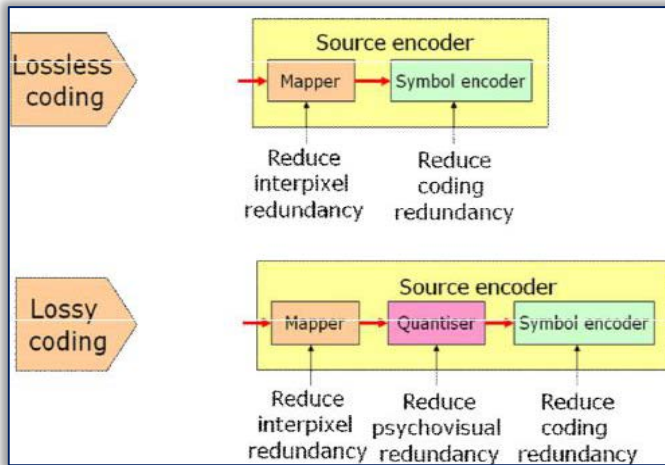 Lossless
coding
Source encoder
Mapper
Symbol encoder
Reduce
interpixel
redundancy
Reduce
coding
redundancy
Lossy
coding
Source encoder
Mapper
Quantiser
Symbol encoder
Reduce
interpixel
redundancy
Reduce
psychovisual
redundancy
Reduce
coding
redundancy